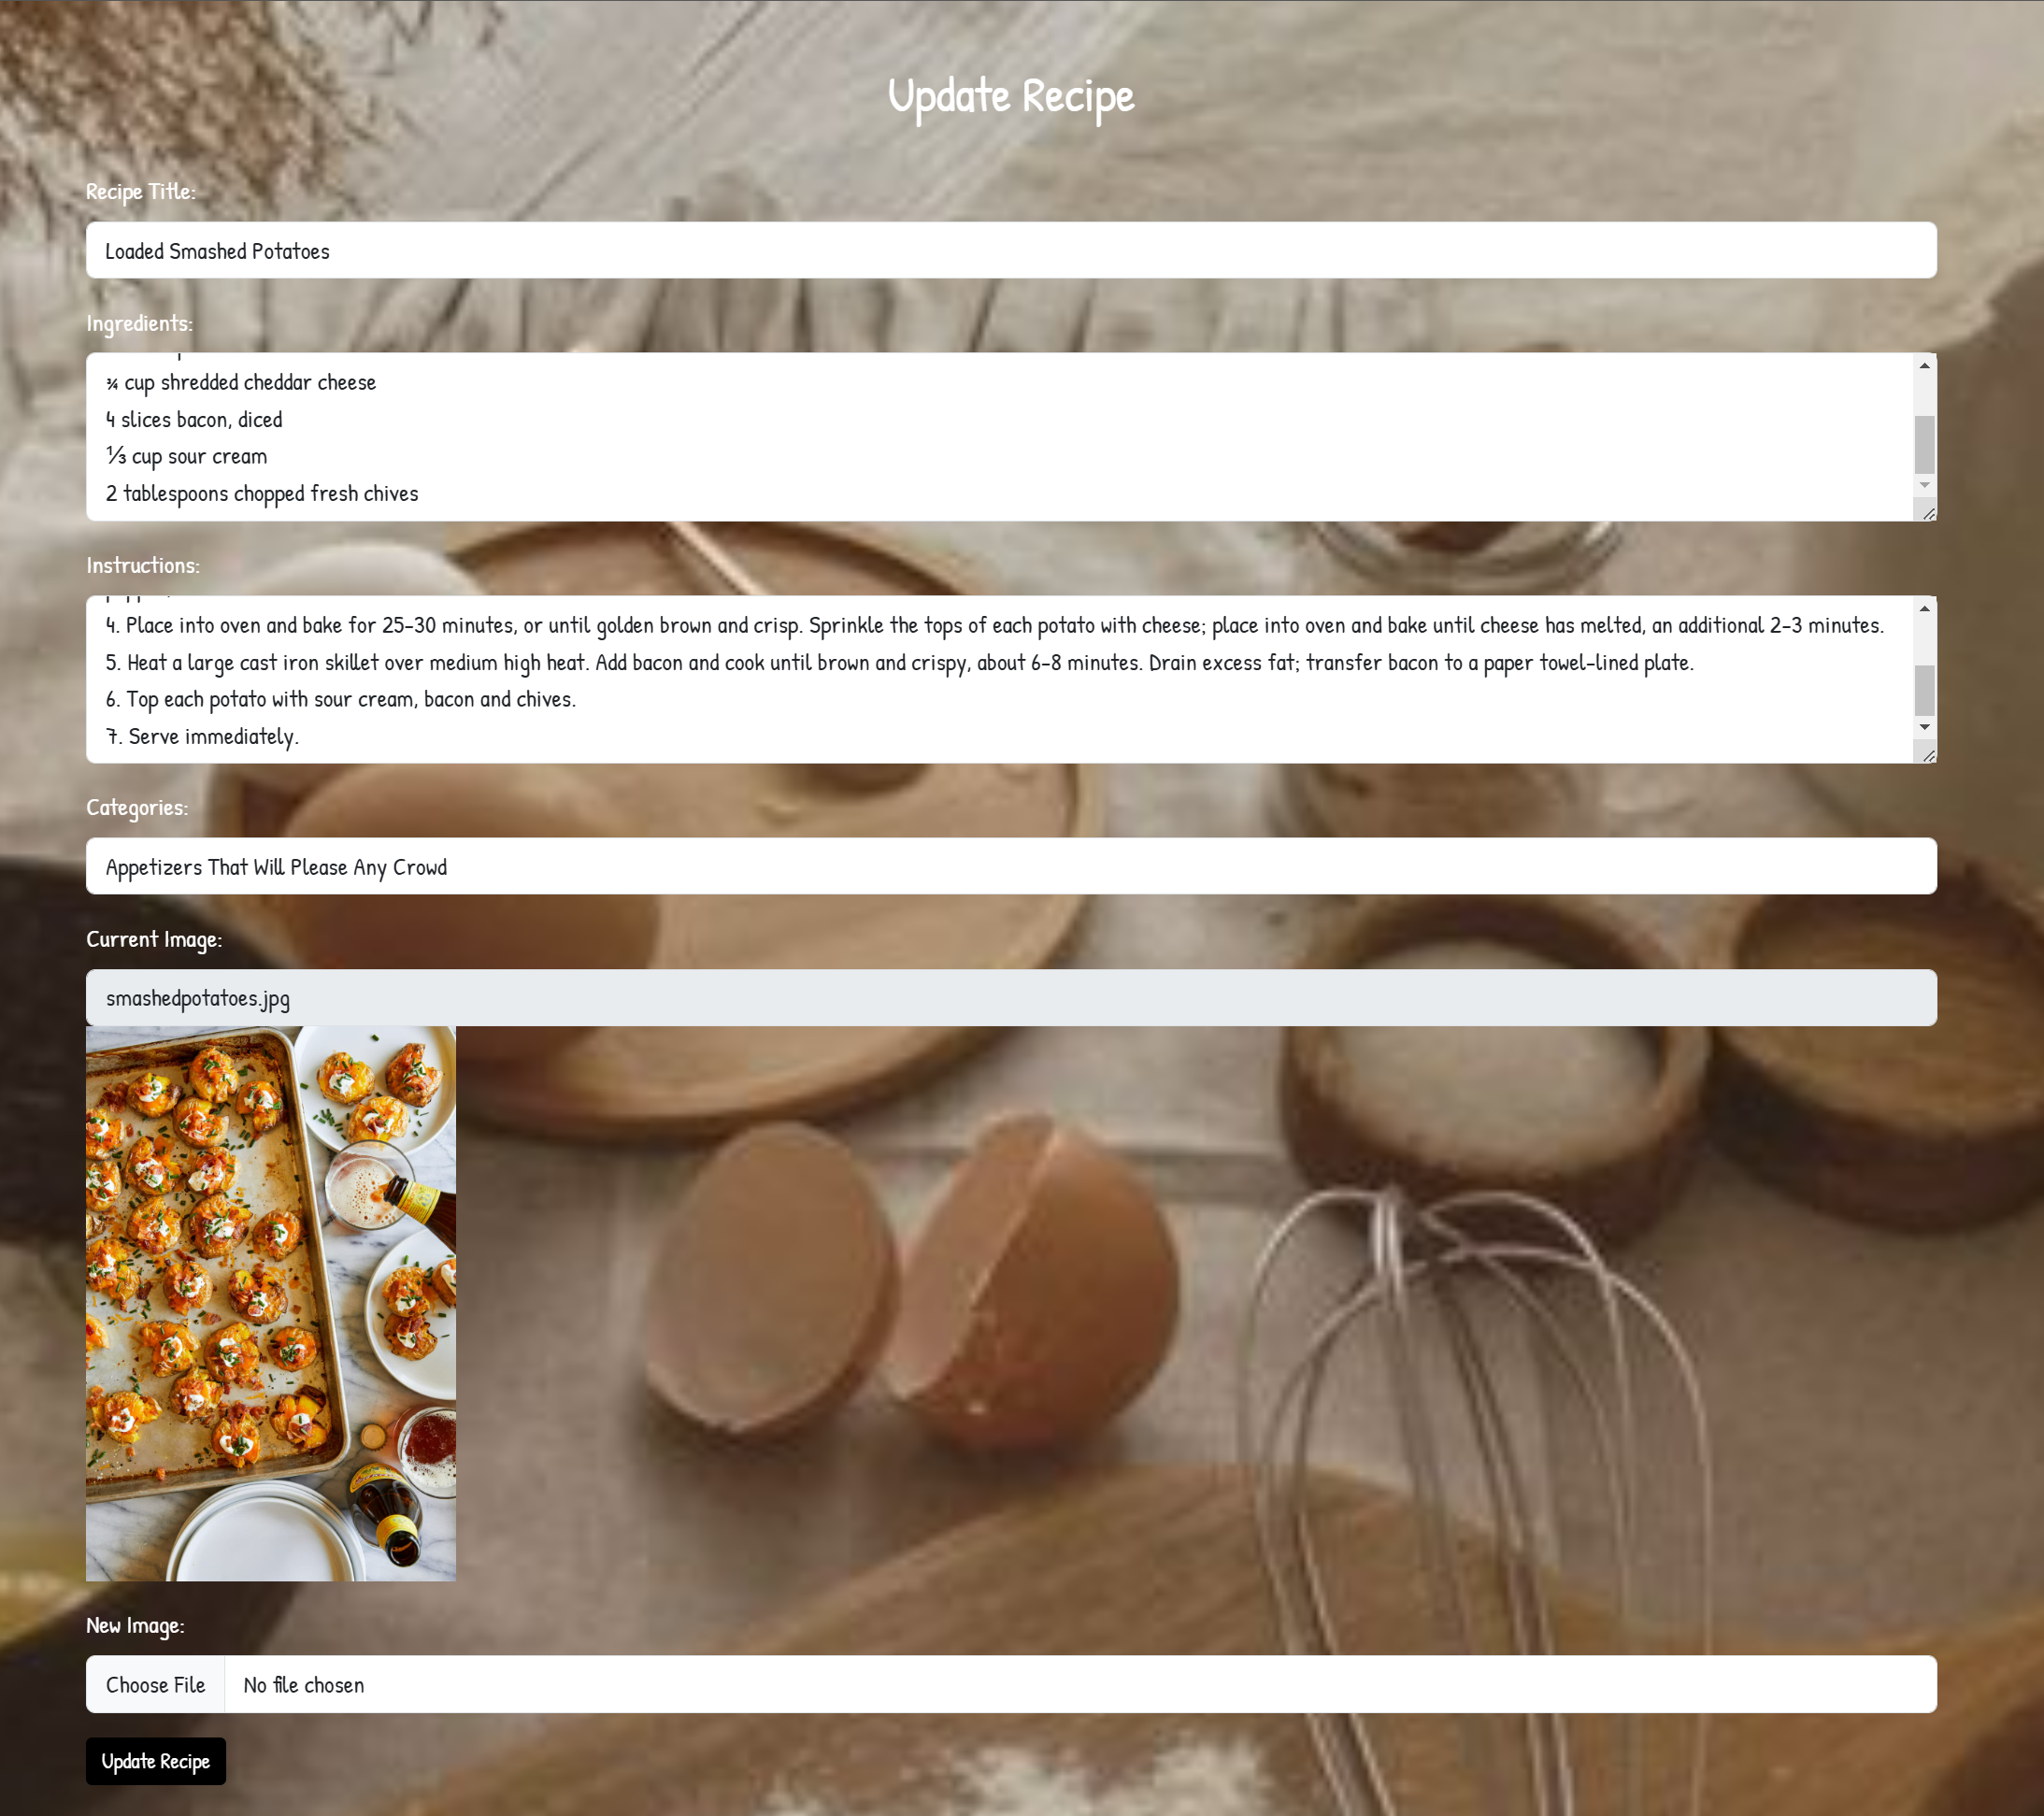 Update Recipe
Recipe Title:
Loaded Smashed Potatoes
Ingredients:
¾ cup shredded cheddar cheese
4 slices bacon, diced
⅓ cup sour cream
2 tablespoons chopped fresh chives
Instructions:
4. Place into oven and bake for 25-30 minutes, or until golden brown and crisp. Sprinkle the tops of each potato with cheese; place into oven and bake until cheese has melted, an additional 2-3 minutes.
5. Heat a large cast iron skillet over medium high heat. Add bacon and cook until brown and crispy, about 6-8 minutes. Drain excess fat; transfer bacon to a paper towel-lined plate.
6. Top each potato with sour cream, bacon and chives.
7. Serve immediately.
Categories:
Appetizers That Will Please Any Crowd
Current Image:
smashedpotatoes.jpg
New Image:
Choose File No file chosen
Update Recipe